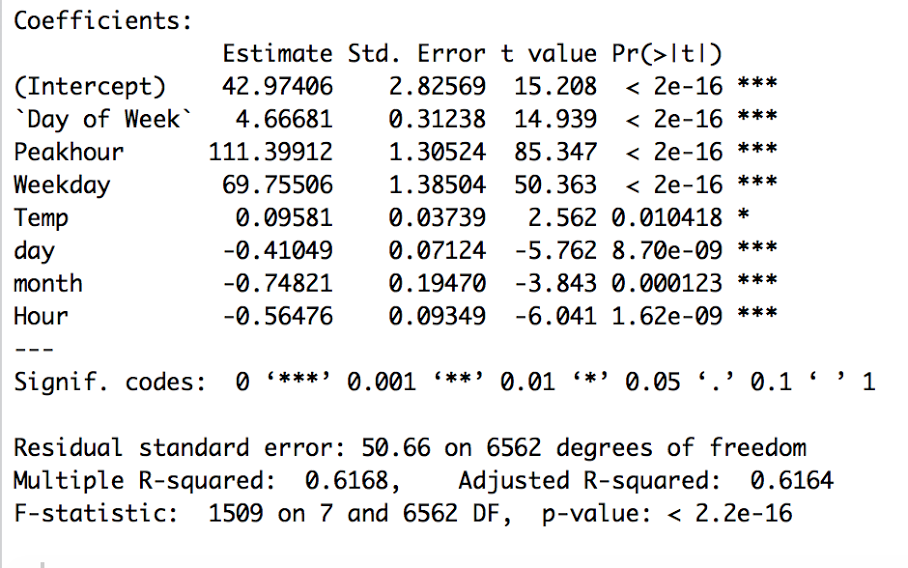 Coefficients:
Estimate Std. Error t value Pr(>|t|)
(Intercept) 42.97406 2.82569 15.208 < 2e-16 ***
`Day of Week` 4.66681 0.31238 14.939 < 2e-16 ***
Peakhour 111.39912 1.30524 85.347 < 2e-16 ***
Weekday 69.75506 1.38504 50.363 < 2e-16 ***
Temp 0.09581 0.03739 2.562 0.010418 *
day -0.41049 0.07124 -5.762 8.70e-09 ***
month -0.74821 0.19470 -3.843 0.000123 ***
Hour -0.56476 0.09349 -6.041 1.62e-09 ***
---
Signif. codes: 0 ‘***’ 0.001 ‘**’ 0.01 ‘*’ 0.05 ‘.’ 0.1 ‘ ’ 1
Residual standard error: 50.66 on 6562 degrees of freedom
Multiple R-squared: 0.6168, Adjusted R-squared: 0.6164
F-statistic: 1509 on 7 and 6562 DF, p-value: < 2.2e-16